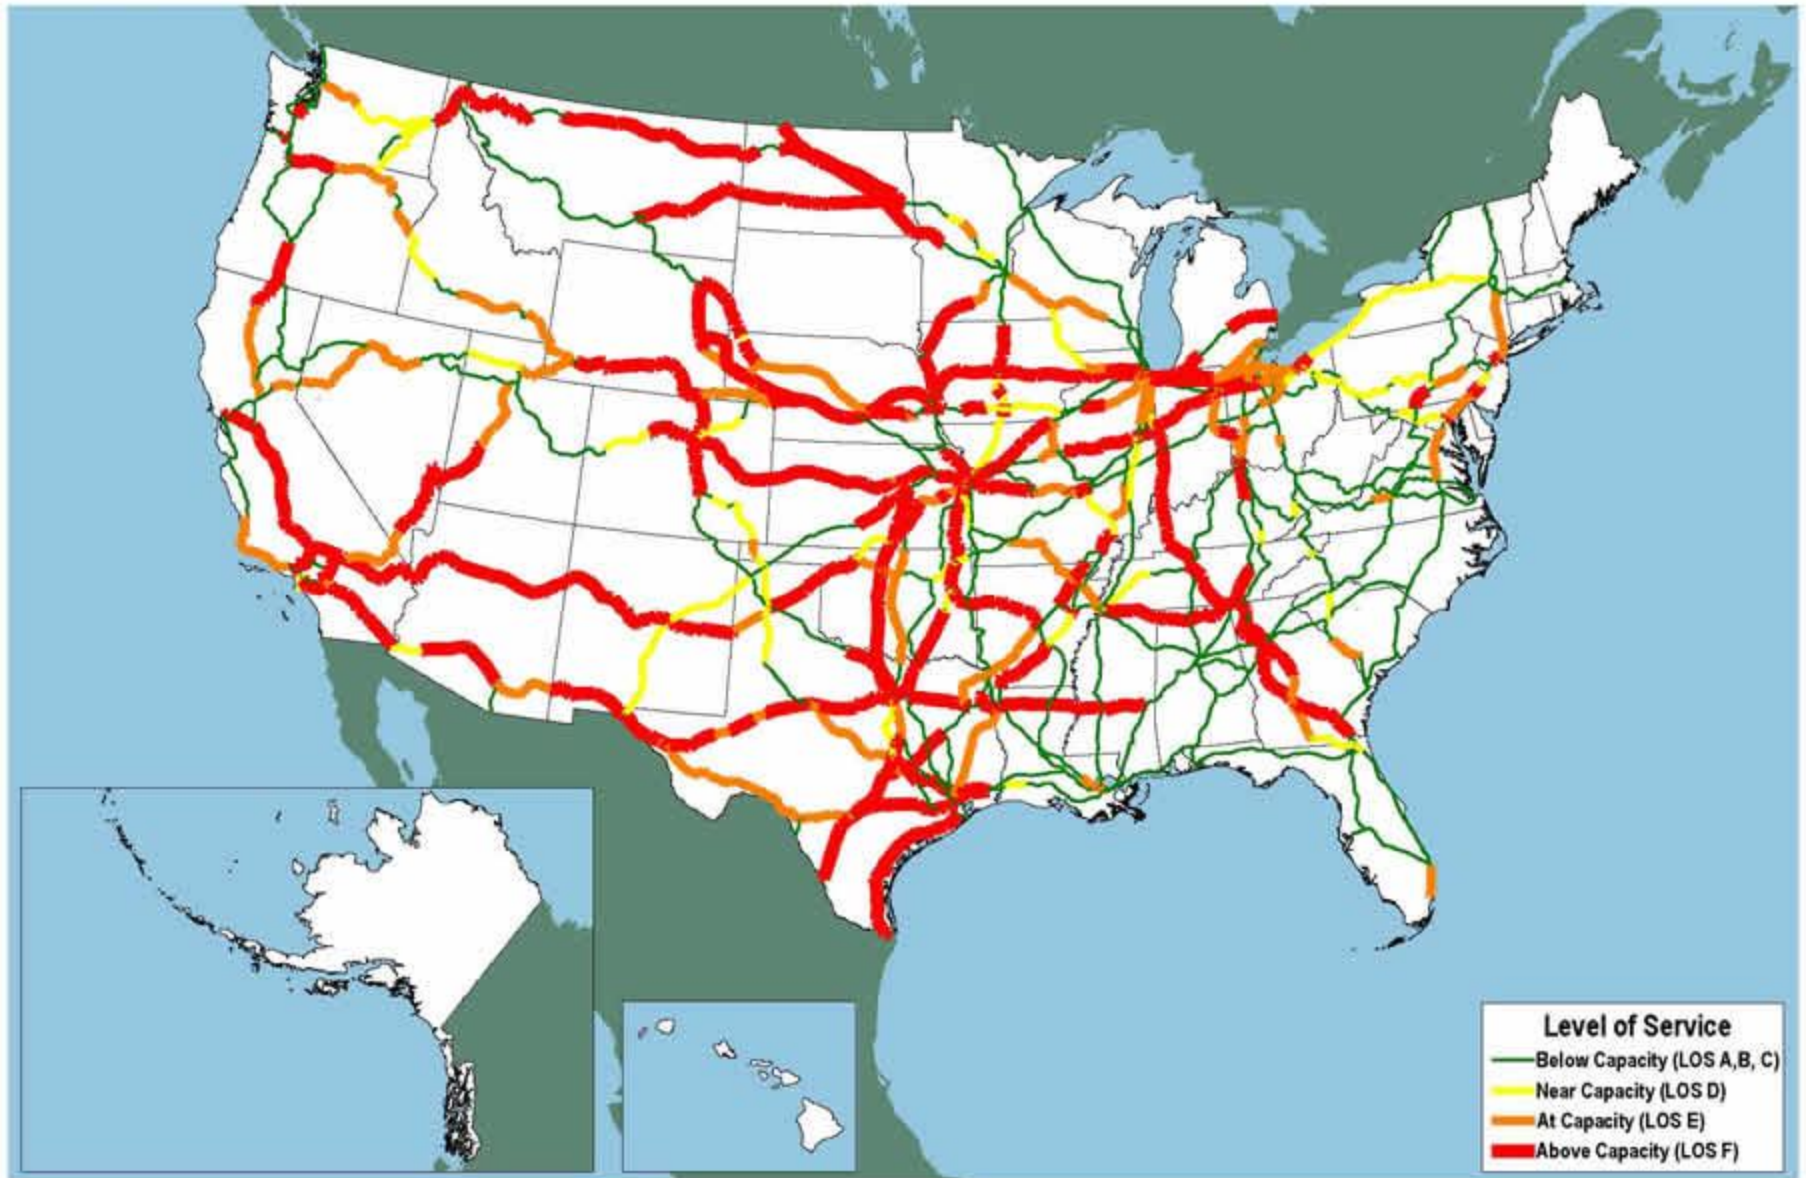 Level of Service
Below Capacity (LOS A,B, C)
Near Capacity (LOS D)
At Capacity (LOS E)
Above Capacity (LOS F)